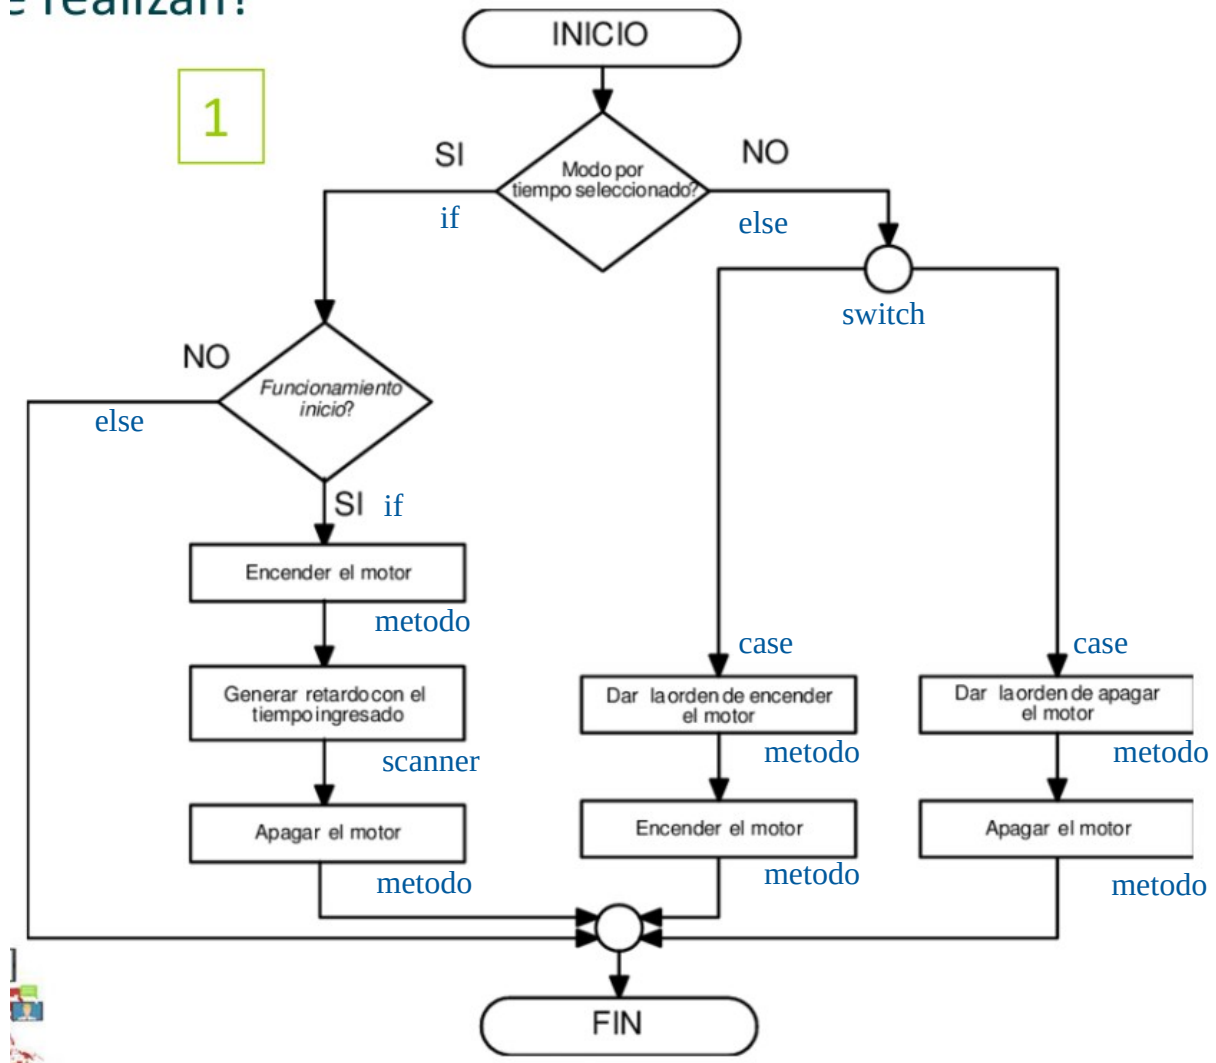 realizan?
INICIO
1
SI
NO
Modo por
tiempo seleccionado?
if
else
switch
NO
Funcionamiento
inicio?
else
SI if
Encender el motor
metodo
case
case
Generar retardo con el
tiempo ingresado
scanner
Dar la orden de encender
el motor
metodo
Dar la orden de apagar
el motor
metodo
Apagar el motor
metodo
Encender el motor
metodo
Apagar el motor
metodo
FIN